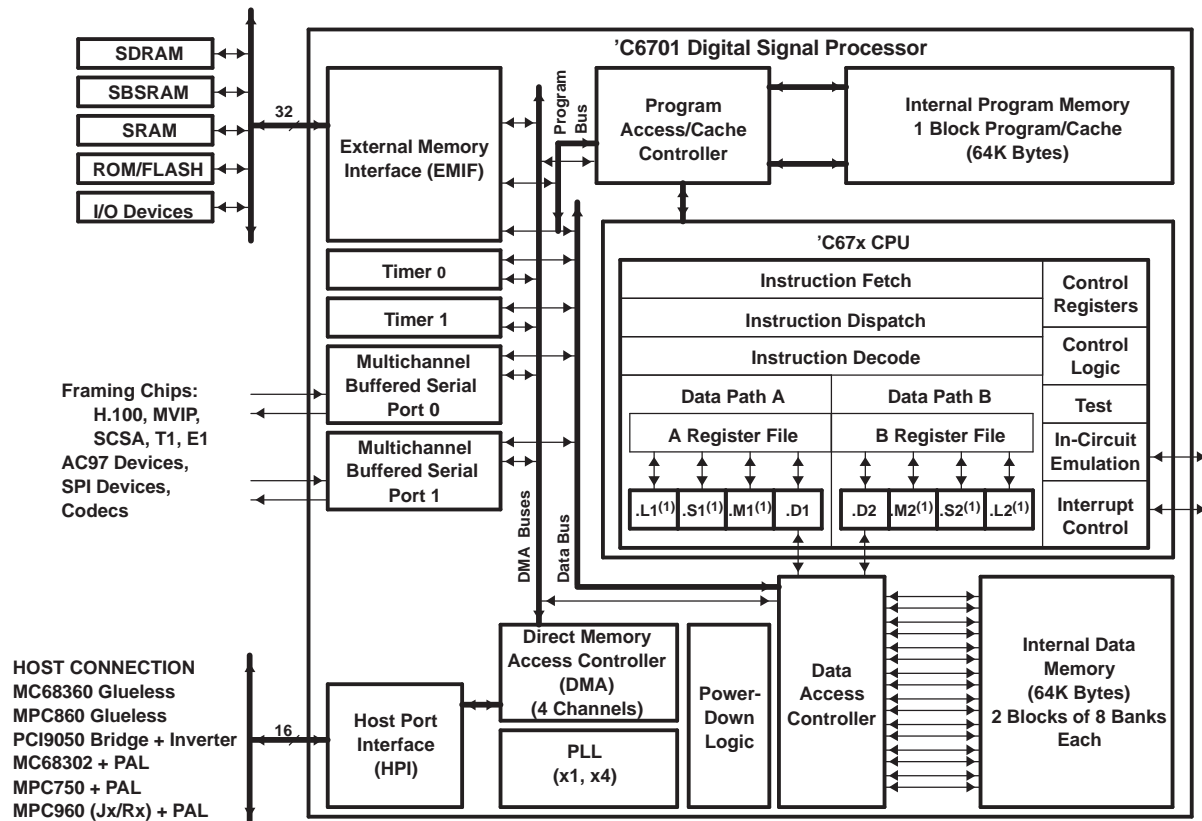 'C6701 Digital Signal Processor
SDRAM
SBSRAM
SRAM
ROM/FLASH
I/O Devices
32
External Memory
Interface (EMIF)
Program
Bus
Program
Access/Cache
Controller
Internal Program Memory
1 Block Program/Cache
(64K Bytes)
Timer 0
Timer 1
Multichannel
Buffered Serial
Port 0
Multichannel
Buffered Serial
Port 1
Framing Chips:
H.100, MVIP,
SCSA, T1, E1
AC97 Devices,
SPI Devices,
Codecs
DMA Buses
Data Bus
'C67x CPU
Instruction Fetch
Instruction Dispatch
Instruction Decode
Data Path A
Data Path B
A Register File
B Register File
.L1(1)
.S1(1)
.M1(1)
.D1
.D2
.M2(1)
.S2(1)
.L2(1)
Control
Registers
Control
Logic
Test
In-Circuit
Emulation
Interrupt
Control
HOST CONNECTION
MC68360 Glueless
MPC860 Glueless
PCI9050 Bridge + Inverter
MC68302 + PAL
MPC750 + PAL
MPC960 (Jx/Rx) + PAL
16
Host Port
Interface
(HPI)
Direct Memory
Access Controller
(DMA)
(4 Channels)
PLL
(x1, x4)
Power-
Down
Logic
Data
Access
Controller
Internal Data
Memory
(64K Bytes)
2 Blocks of 8 Banks
Each